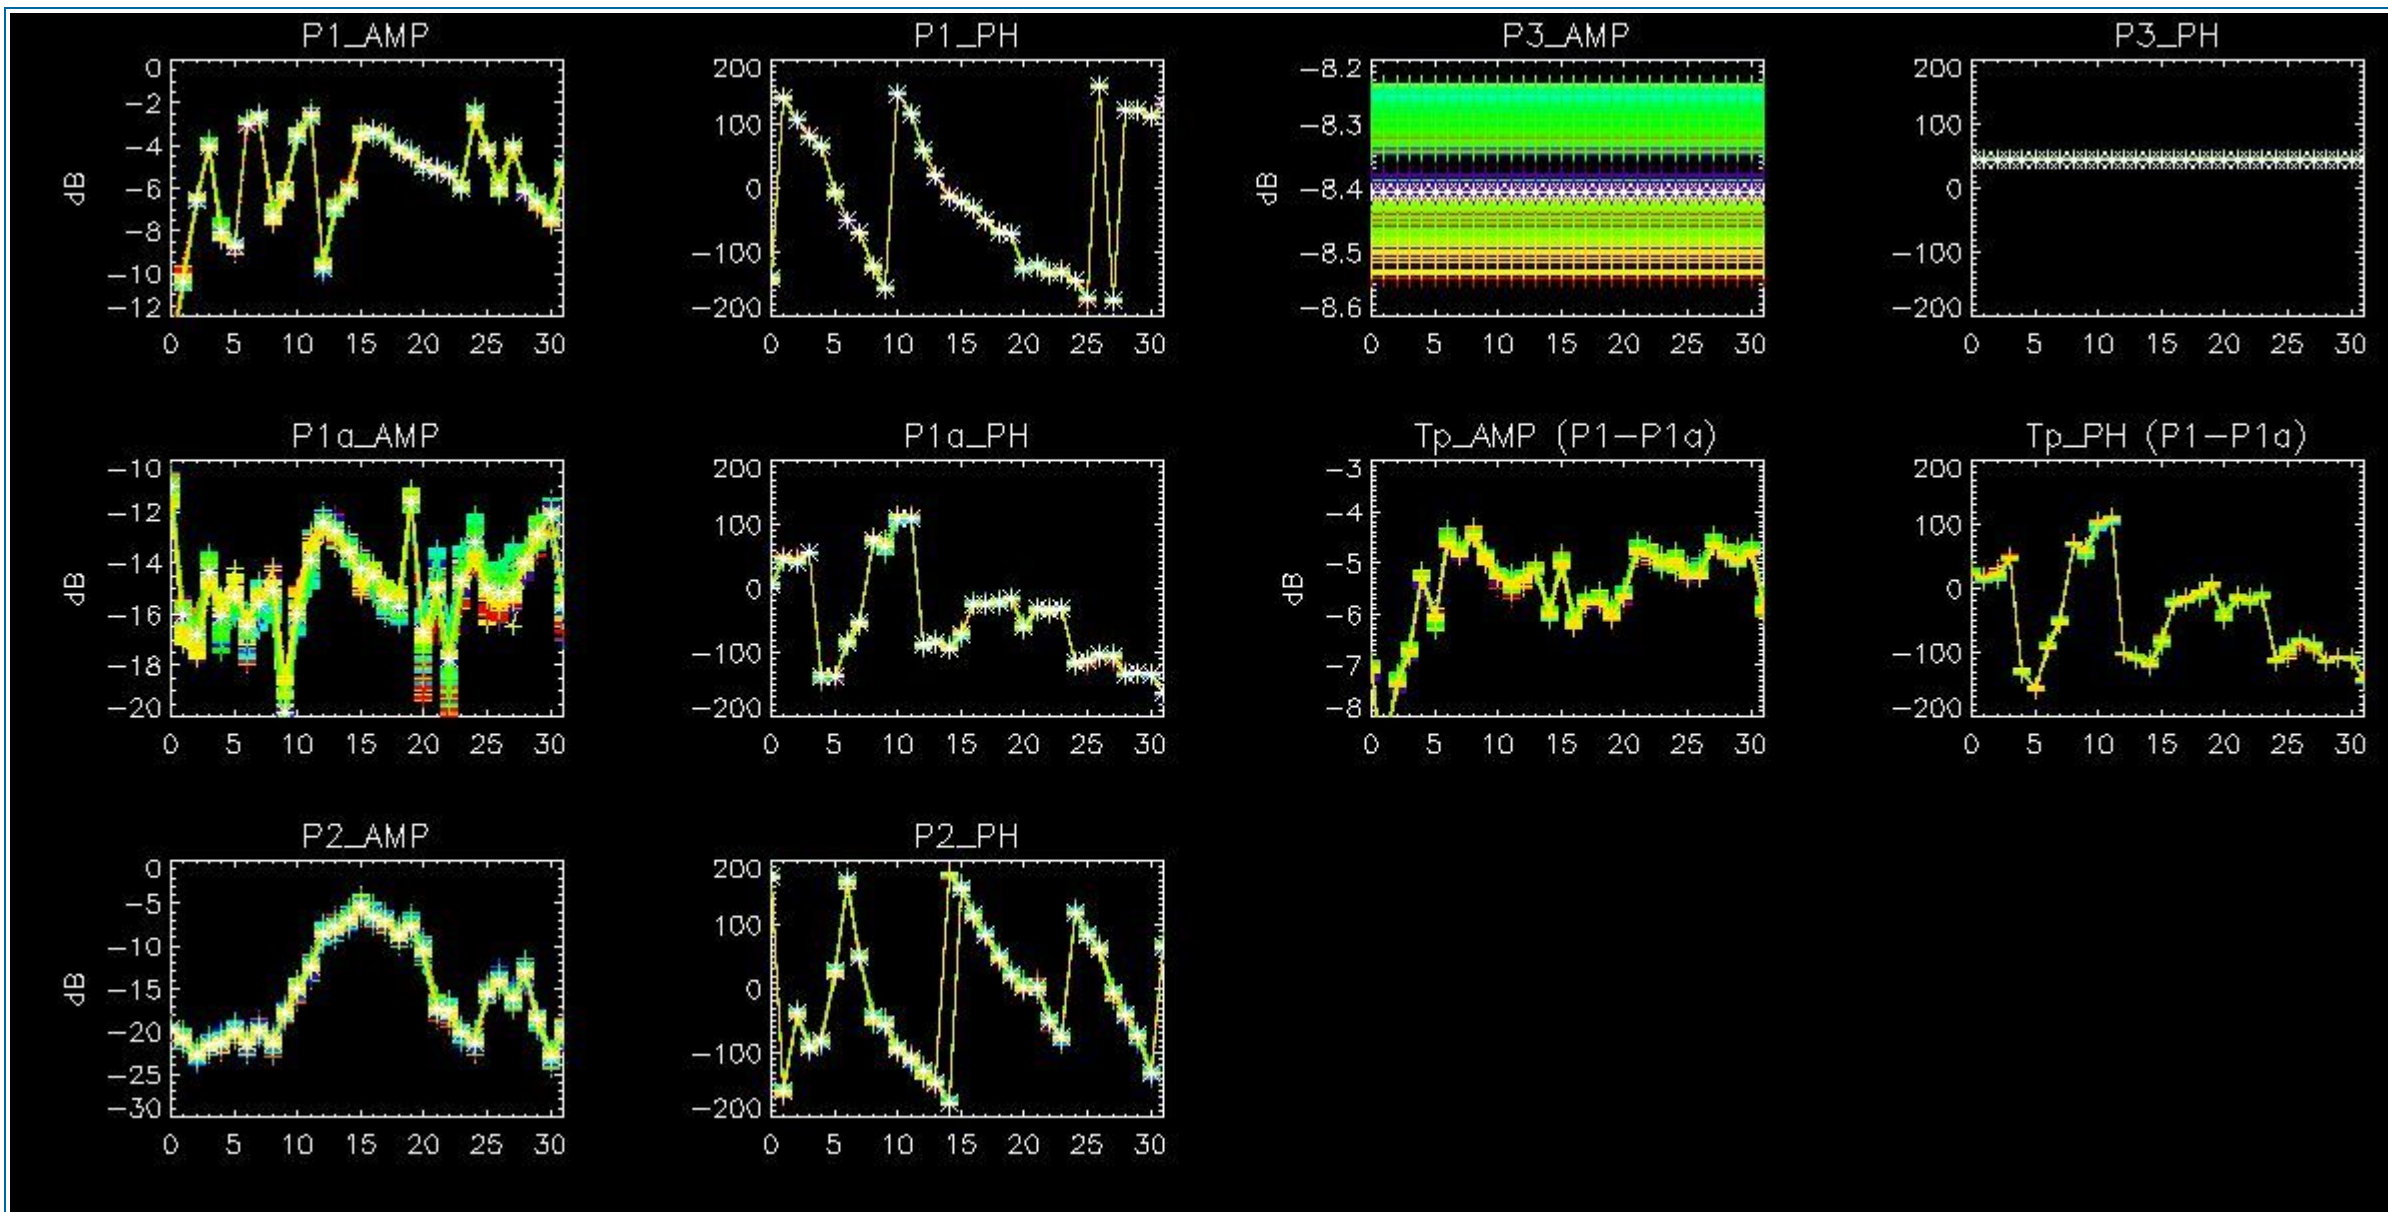 P1_AMP
0
−2
−4
−6
−8
−10
−12
dB
0 5 10 15 20 25 30
P1_PH
200
100
0
−100
−200
0 5 10 15 20 25 30
P3_AMP
−8.2
−8.3
−8.4
−8.5
−8.6
dB
0 5 10 15 20 25 30
P3_PH
200
100
0
−100
−200
0 5 10 15 20 25 30
P1a_AMP
−10
−12
−14
−16
−18
−20
dB
0 5 10 15 20 25 30
P1a_PH
200
100
0
−100
−200
0 5 10 15 20 25 30
Tp_AMP (P1−P1a)
−3
−4
−5
−6
−7
−8
dB
0 5 10 15 20 25 30
Tp_PH (P1−P1a)
200
100
0
−100
−200
0 5 10 15 20 25 30
P2_AMP
0
−5
−10
−15
−20
−25
−30
dB
0 5 10 15 20 25 30
P2_PH
200
100
0
−100
−200
0 5 10 15 20 25 30